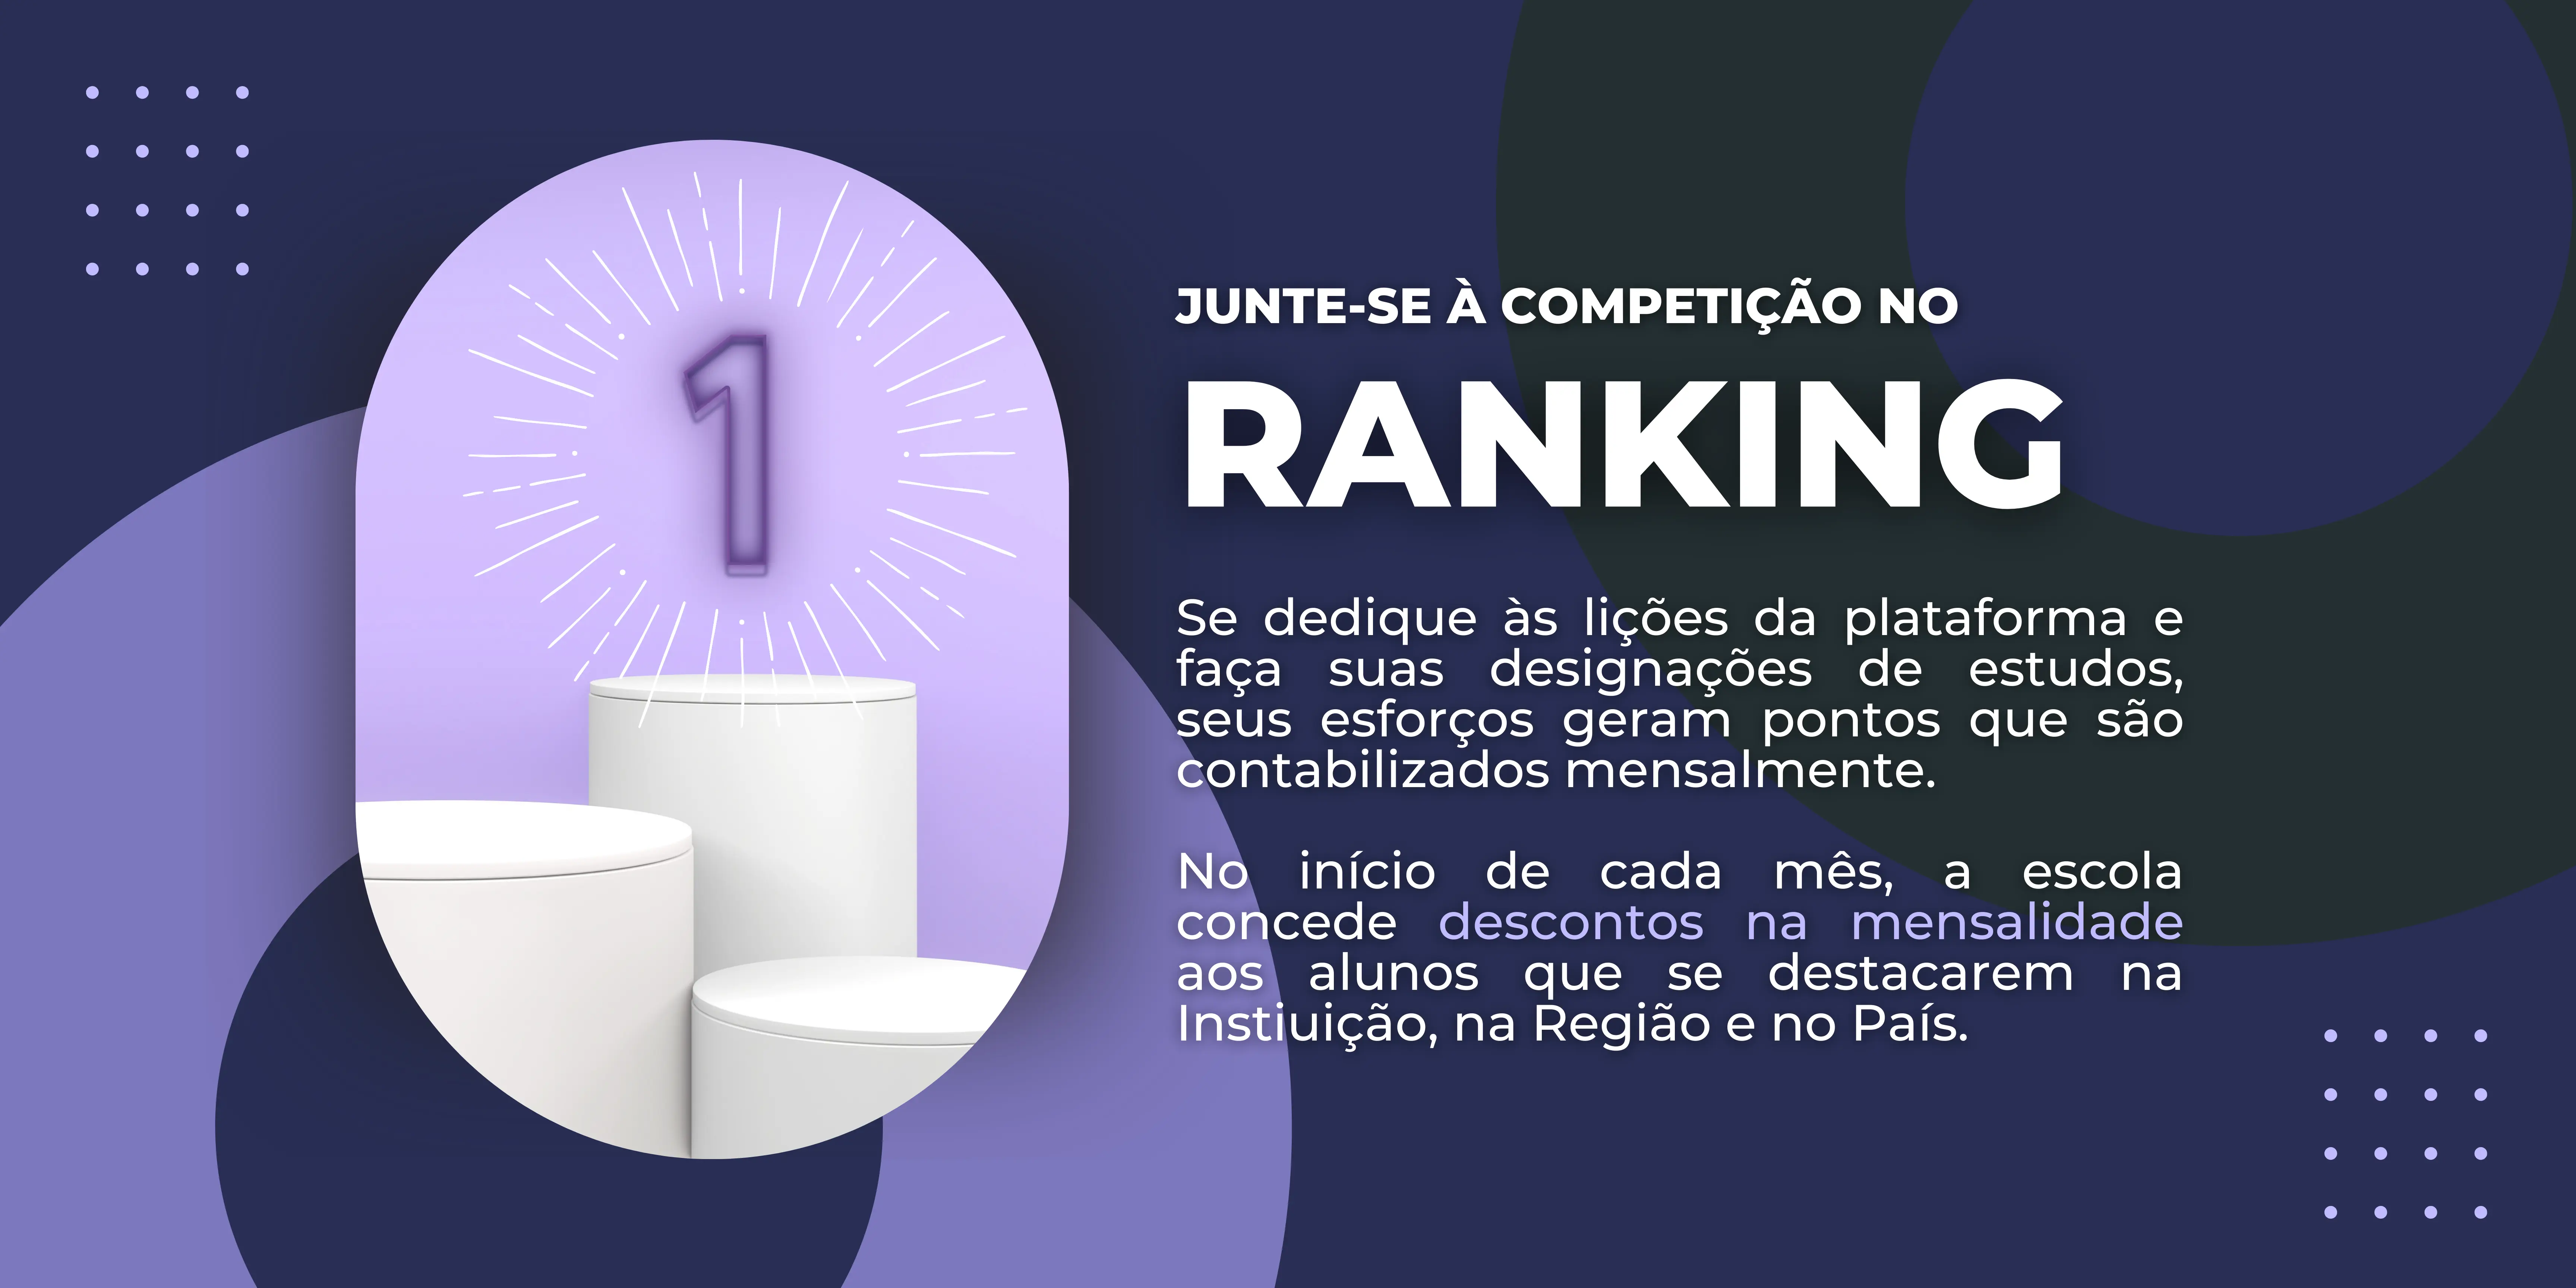 1
JUNTE-SE À COMPETIÇÃO NO
RANKING
Se dedique às lições da plataforma e
faça suas designações de estudos,
seus esforços geram pontos que são
contabilizados mensalmente.
No início de cada mês, a escola
concede descontos na mensalidade
aos alunos que se destacarem na
Instiuição, na Região e no País.